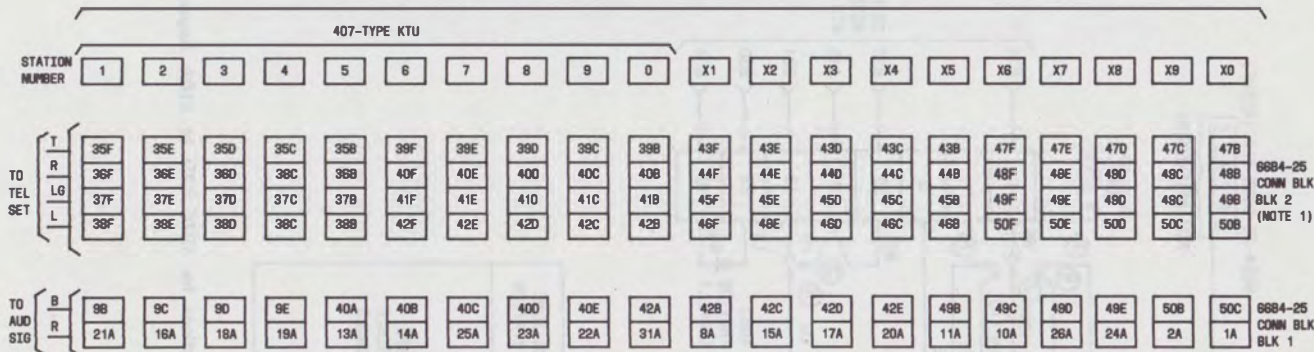 407-TYPE KTU
STATION NUMBER 1 2 3 4 5 6 7 8 9 0 X1 X2 X3 X4 X5 X6 X7 X8 X9 X0
TO TEL SET
T 35F 35E 35D 35C 35B 39F 39E 39D 39C 39B 43F 43E 43D 43C 43B 47F 47E 47D 47C 47B
R 36F 36E 36D 36C 36B 40F 40E 40D 40C 40B 44F 44E 44D 44C 44B 48F 48E 48D 48C 48B
LG 37F 37E 37D 37C 37B 41F 41E 41D 41C 41B 45F 45E 45D 45C 45B 49F 49E 49D 49C 49B
L 38F 38E 38D 38C 38B 42F 42E 42D 42C 42B 46F 46E 46D 46C 46B 50F 50E 50D 50C 50B
66B4-25
CONN BLK
BLK 2
(NOTE 1)
TO AUD SIG
B 9B 9C 9D 9E 40A 40B 40C 40D 40E 42A 42B 42C 42D 42E 49B 49C 49D 49E 50B 50C
R 21A 16A 18A 19A 13A 14A 25A 23A 22A 31A 8A 15A 17A 20A 11A 10A 26A 24A 2A 1A
66B4-25
CONN BLK
BLK 1